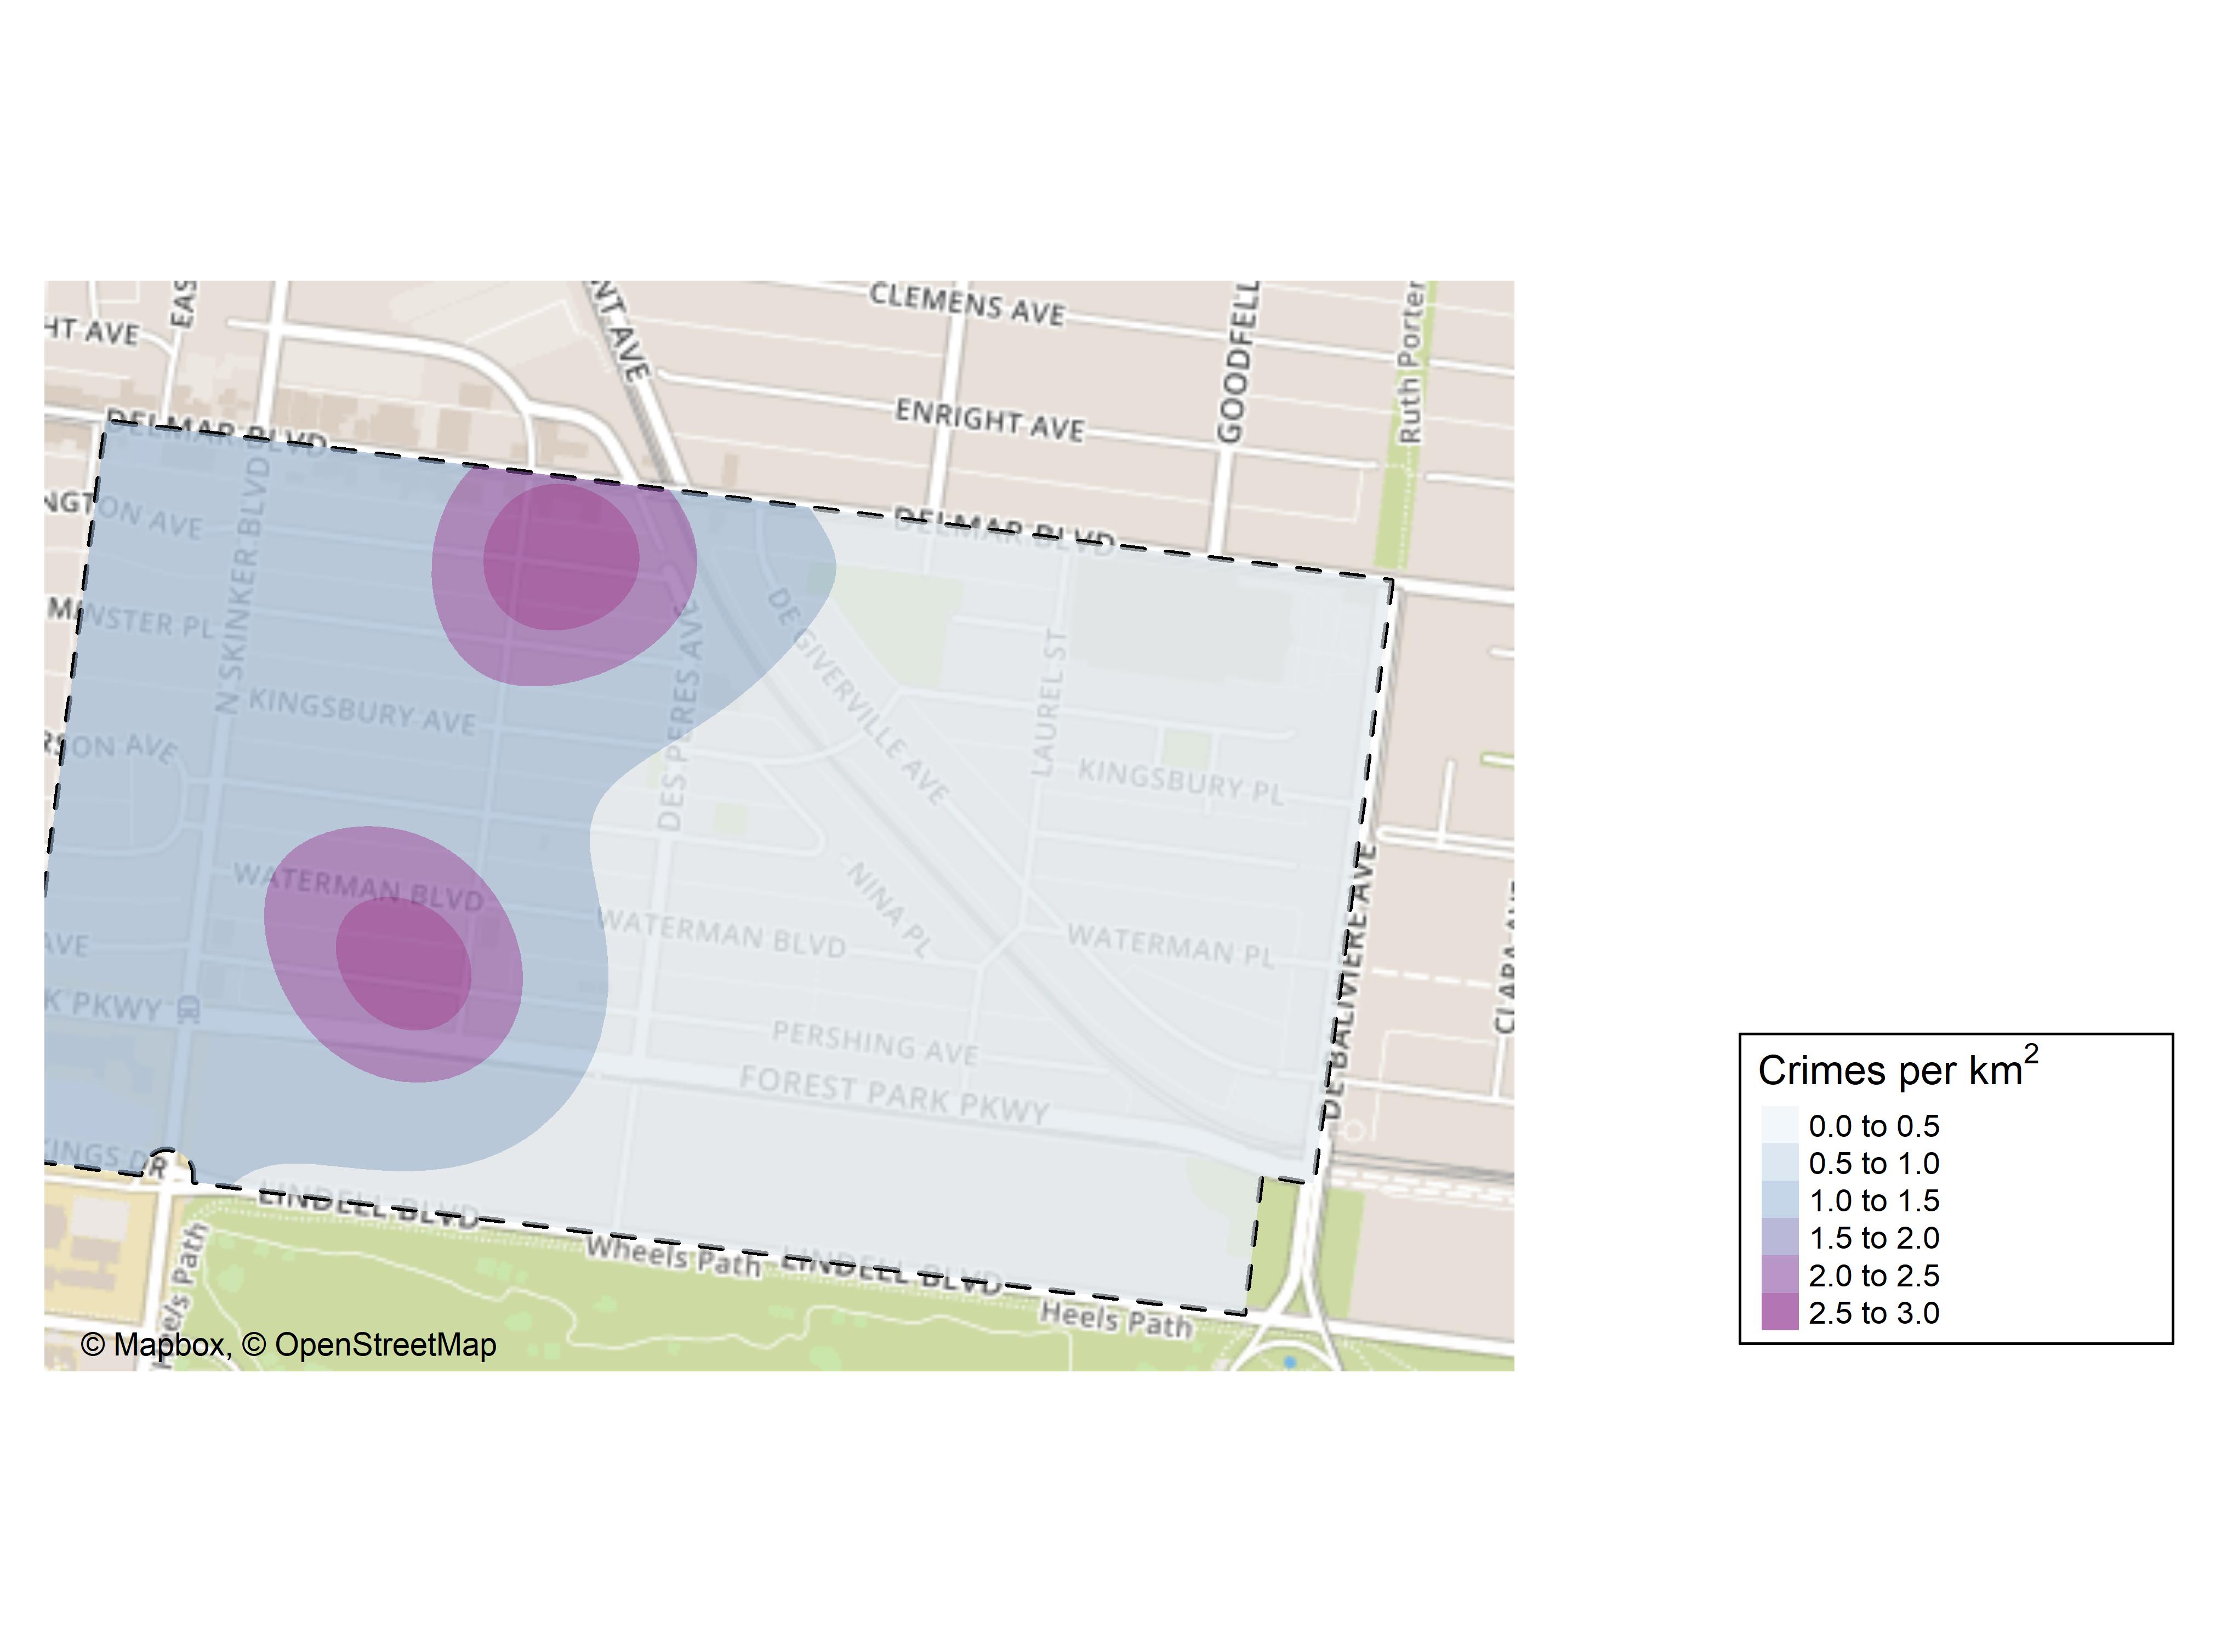 CLEMENS AVE
EAS
HT AVE
NT AVE
GOODFELL
Ruth Porter
ENRIGHT AVE
DELMAR BLVD
NGTON AVE
N SKINKER BLVD
DELMAR BLVD
MINSTER PL
DES PERES AVE
DE GIVERVILLE AVE
LAUREL ST
KINGSBURY AVE
RSON AVE
KINGSBURY PL
WATERMAN BLVD
NINA PL
WATERMAN BLVD
WATERMAN PL
AVE
DE BALIVIERE AVE
CLARA AVE
K PKWY
PERSHING AVE
FOREST PARK PKWY
KINGS DR
LINDELL BLVD
Wheels Path
LINDELL BLVD
Heels Path
Heels Path
© Mapbox, © OpenStreetMap
Crimes per km²
0.0 to 0.5
0.5 to 1.0
1.0 to 1.5
1.5 to 2.0
2.0 to 2.5
2.5 to 3.0